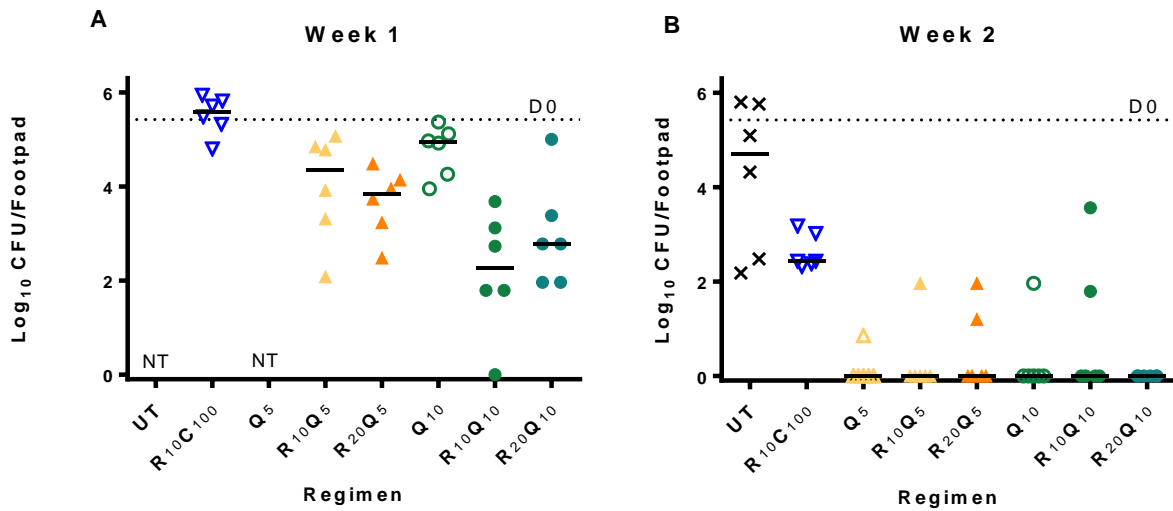 A
Week 1
Log10 CFU/Footpad
6
4
2
0
D0
NT
NT
UT
R10C100
Q5
R10Q5
R20Q5
Q10
R10Q10
R20Q10
Regimen
B
Week 2
Log10 CFU/Footpad
6
4
2
0
D0
UT
R10C100
Q5
R10Q5
R20Q5
Q10
R10Q10
R20Q10
Regimen